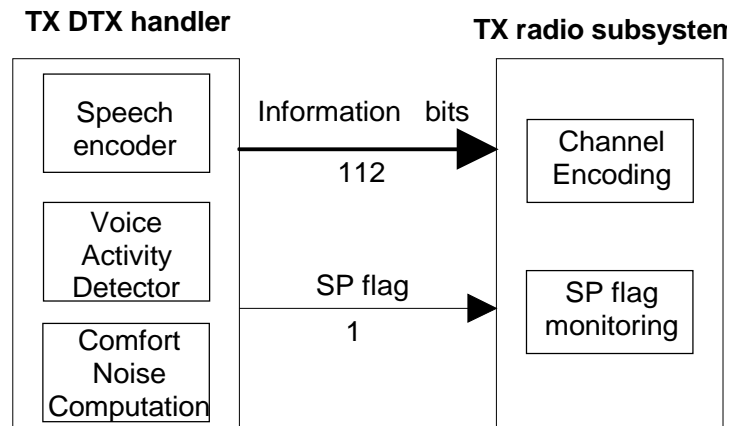 TX DTX handler
TX radio subsystem
Speech
encoder
Information bits
112
Channel
Encoding
Voice
Activity
Detector
SP flag
1
SP flag
monitoring
Comfort
Noise
Computation